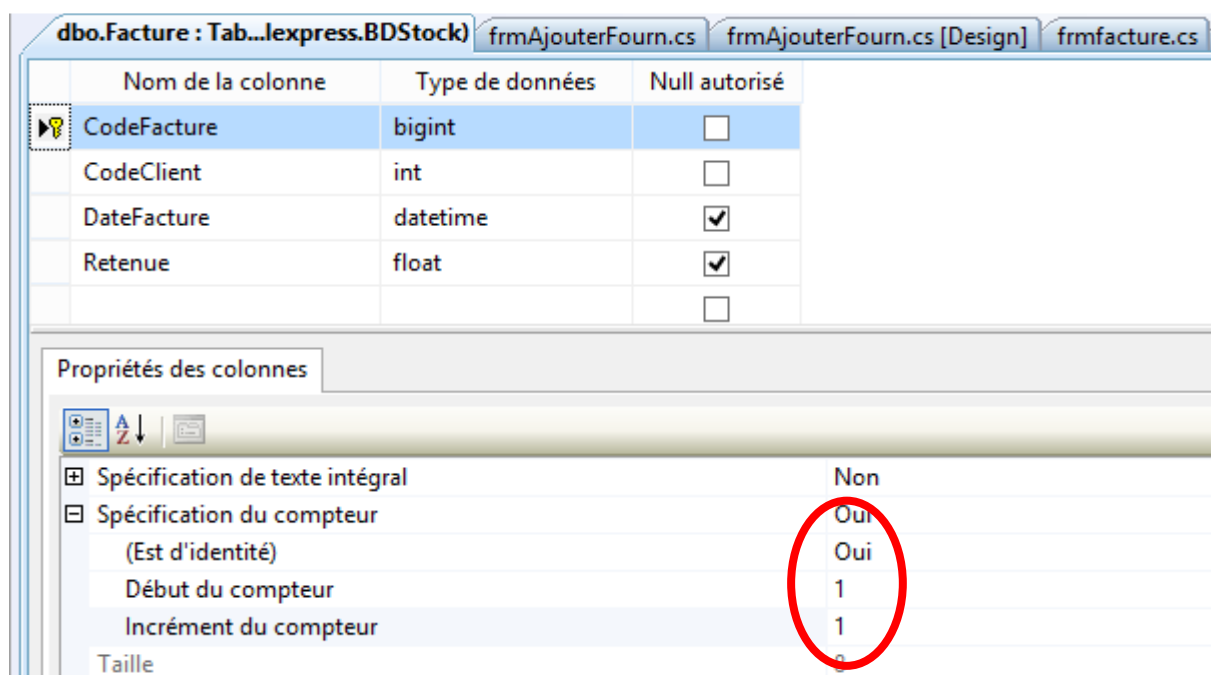 dbo.Facture : Tab...lexpress.BDStock) frmAjouterFourn.cs frmAjouterFourn.cs [Design] frmfacture.cs
Nom de la colonne Type de données Null autorisé
CodeFacture bigint
CodeClient int
DateFacture datetime
Retenue float
Propriétés des colonnes
Spécification de texte intégral Non
Spécification du compteur Oui
(Est d'identité) Oui
Début du compteur 1
Incrément du compteur 1
Taille